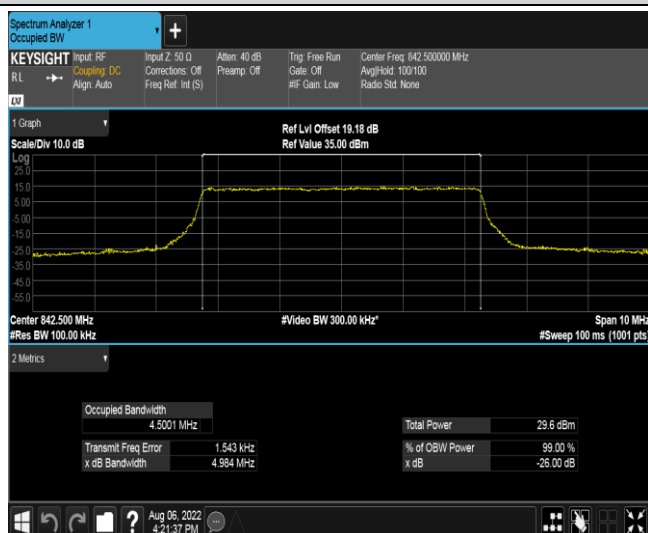 Spectrum Analyzer 1
Occupied BW
+
KEYSIGHT
RL
LXI
Input: RF
Coupling: DC
Align: Auto
Input Z: 50 Ω
Corrections: Off
Freq Ref: Int (S)
Atten: 40 dB
Preamp: Off
Trig: Free Run
Gate: Off
#IF Gain: Low
Center Freq: 842.500000 MHz
Avg|Hold: 100/100
Radio Std: None
1 Graph
Scale/Div 10.0 dB
Ref Lvl Offset 19.18 dB
Ref Value 35.00 dBm
Log
25.0
15.0
5.00
-5.00
-15.0
-25.0
-35.0
-45.0
-55.0
Center 842.500 MHz
#Video BW 300.00 kHz*
Span 10 MHz
#Res BW 100.00 kHz
#Sweep 100 ms (1001 pts)
2 Metrics
Occupied Bandwidth
4.5001 MHz
Total Power 29.6 dBm
Transmit Freq Error 1.543 kHz
% of OBW Power 99.00 %
x dB Bandwidth 4.984 MHz
x dB -26.00 dB
?
Aug 06, 2022
4:21:37 PM